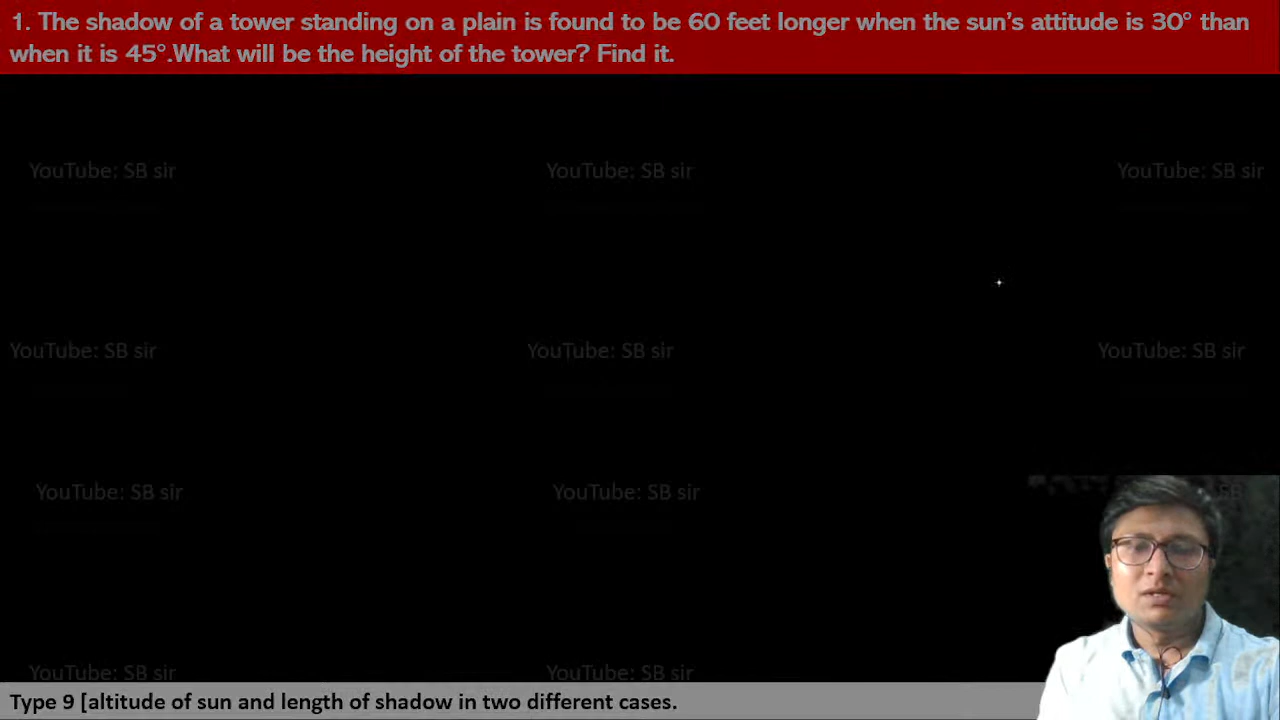 1. The shadow of a tower standing on a plain is found to be 60 feet longer when the sun’s attitude is 30° than
when it is 45°.What will be the height of the tower? Find it.
YouTube: SB sir YouTube: SB sir YouTube: SB sir
YouTube: SB sir YouTube: SB sir YouTube: SB sir
YouTube: SB sir YouTube: SB sir SB
YouTube: SB sir YouTube: SB sir
Type 9 [altitude of sun and length of shadow in two different cases.